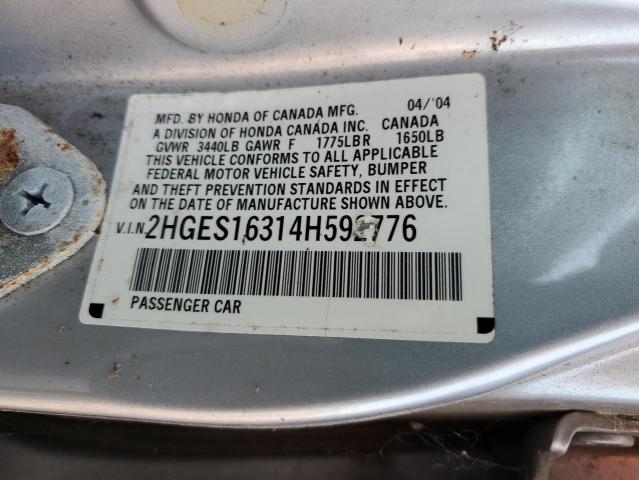 MFD. BY HONDA OF CANADA MFG. 04/'04
A DIVISION OF HONDA CANADA INC. CANADA
GVWR 3440LB GAWR F 1775LB R 1650LB
THIS VEHICLE CONFORMS TO ALL APPLICABLE
FEDERAL MOTOR VEHICLE SAFETY, BUMPER
AND THEFT PREVENTION STANDARDS IN EFFECT
ON THE DATE OF MANUFACTURE SHOWN ABOVE.
V.I.N. 2HGES16314H592776
PASSENGER CAR